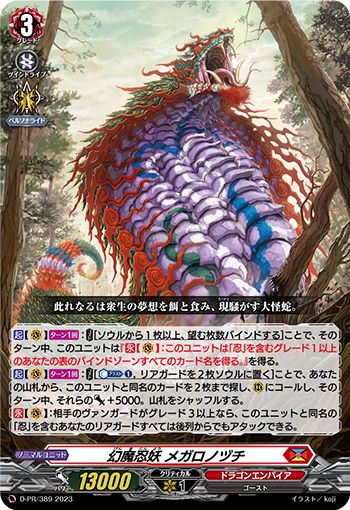 3
グレード
ツインドライブ
ペルソナライド
此れなるは衆生の夢想を餌と食み、現騒がす大怪蛇。
起【V】ターン1回：【コスト】[ソウルから1枚以上、望む枚数バインドする]ことで、そのターン中、このユニットは『永【V】：このユニットは「忍」を含むグレード1以上のあなたの表のバインドゾーンすべてのカード名を得る。』を得る。
起【V】ターン1回：【コスト】[CB1, リアガードを2枚ソウルに置く]ことで、あなたの山札から、このユニットと同名のカードを2枚まで探し、Rにコールし、そのターン中、それらのパワー+5000。山札をシャッフルする。
永【V】：相手のヴァンガードがグレード3以上なら、このユニットと同名の「忍」を含むあなたのリアガードすべては後列からでもアタックできる。
ノーマルユニット
幻魔忍妖 メガロノヅチ
パワー
13000
クリティカル
1
ドラゴンエンパイア
ゴースト
D-PR/389 2023
イラスト／koji